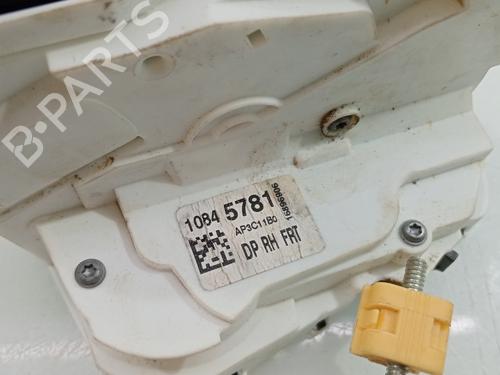 B-PARTS
1084 5781
AP3C11B0
DP RH FRT